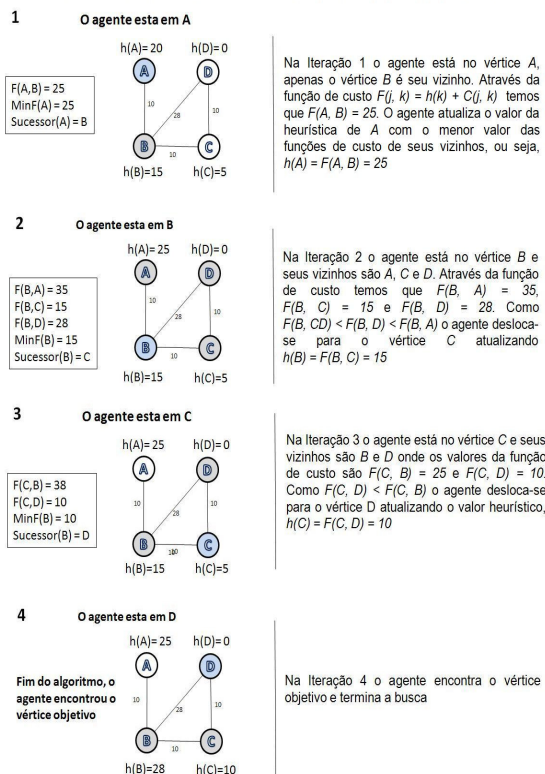 1
O agente esta em A
h(A)= 20 h(D)= 0
F(A,B) = 25
MinF(A) = 25
Sucessor(A) = B
A D
10 28 10
B C
10
h(B)=15 h(C)=5
Na Iteração 1 o agente está no vértice A,
apenas o vértice B é seu vizinho. Através da
função de custo F(j, k) = h(k) + C(j, k) temos
que F(A, B) = 25. O agente atualiza o valor da
heurística de A com o menor valor das
funções de custo de seus vizinhos, ou seja,
h(A) = F(A, B) = 25
2
O agente esta em B
h(A)= 25 h(D)= 0
F(B,A) = 35
F(B,C) = 15
F(B,D) = 28
MinF(B) = 15
Sucessor(B) = C
A D
10 28 10
B C
10
h(B)=15 h(C)=5
Na Iteração 2 o agente está no vértice B e
seus vizinhos são A, C e D. Através da função
de custo temos que F(B, A) = 35,
F(B, C) = 15 e F(B, D) = 28. Como
F(B, CD) < F(B, D) < F(B, A) o agente desloca-
se para o vértice C atualizando
h(B) = F(B, C) = 15
3
O agente esta em C
h(A)= 25 h(D)= 0
F(C,B) = 38
F(C,D) = 10
MinF(B) = 10
Sucessor(B) = D
A D
10 28 10
B C
h(B)=15 h(C)=5
Na Iteração 3 o agente está no vértice C e seus
vizinhos são B e D onde os valores da função
de custo são F(C, B) = 25 e F(C, D) = 10.
Como F(C, D) < F(C, B) o agente desloca-se
para o vértice D atualizando o valor heurístico,
h(C) = F(C, D) = 10
4
O agente esta em D
h(A)= 25 h(D)= 0
Fim do algoritmo, o
agente encontrou o
vértice objetivo
A D
10 28 10
B C
10
h(B)=28 h(C)=10
Na Iteração 4 o agente encontra o vértice
objetivo e termina a busca